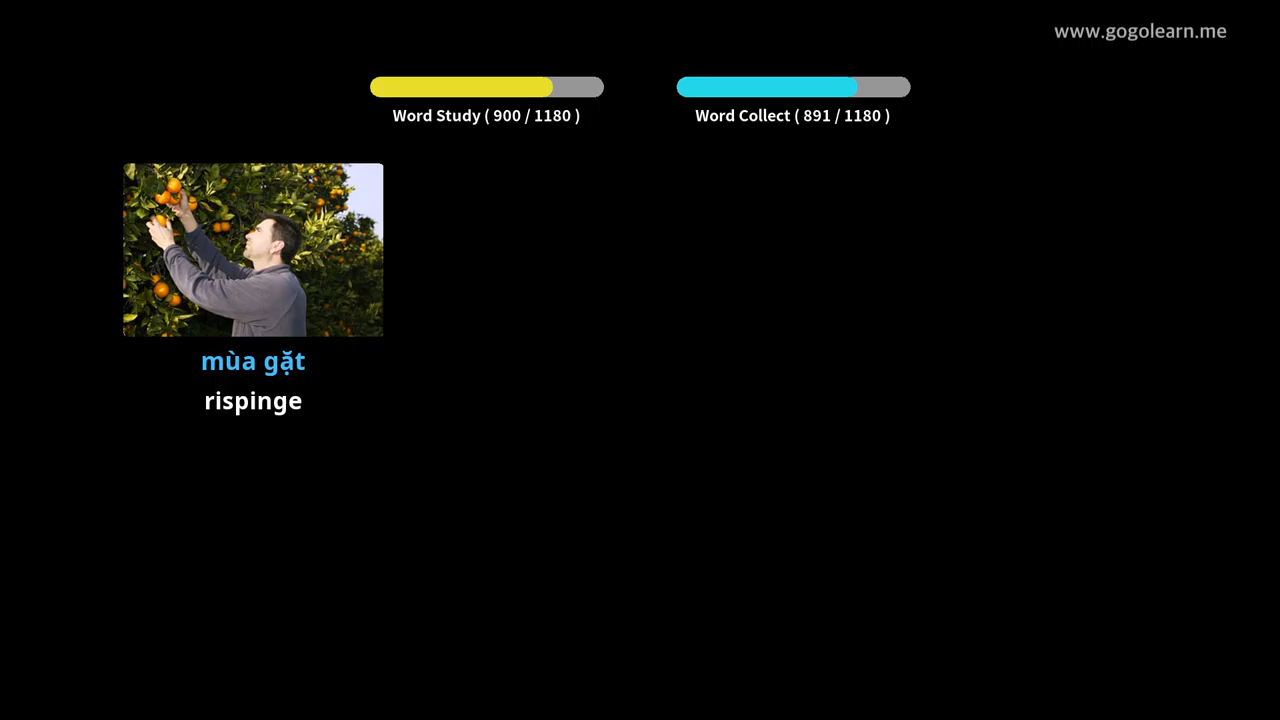 www.gogolearn.me
Word Study ( 900 / 1180 )
Word Collect ( 891 / 1180 )
mùa gặt
rispinge